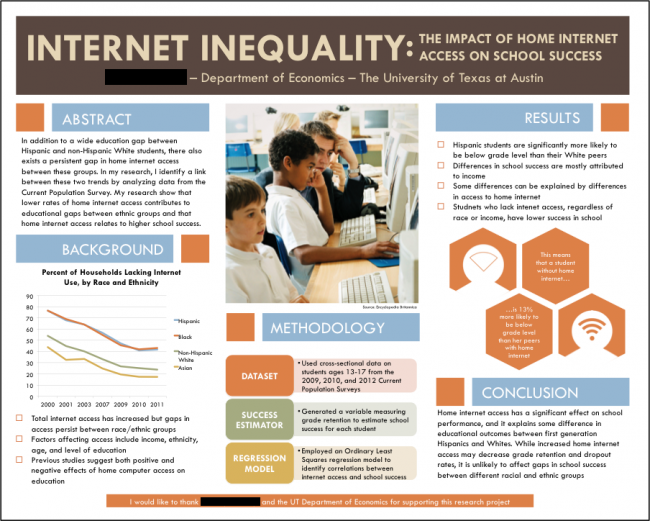 INTERNET INEQUALITY:
THE IMPACT OF HOME INTERNET
ACCESS ON SCHOOL SUCCESS
– Department of Economics – The University of Texas at Austin
ABSTRACT
In addition to a wide education gap between
Hispanic and non-Hispanic White students, there also
exists a persistent gap in home internet access
between these groups. In my research, I identify a link
between these two trends by analyzing data from the
Current Population Survey. My research show that
lower rates of home internet access contributes to
educational gaps between ethnic groups and that
home internet access relates to higher school success.
BACKGROUND
Percent of Households Lacking Internet
Use, by Race and Ethnicity
90
80
70
60
50
40
30
20
10
0
2000 2001 2003 2007 2009 2010 2011
Hispanic
Black
Non-Hispanic
White
Asian
Total internet access has increased but gaps in
access persist between race/ethnic groups
Factors affecting access include income, ethnicity,
age, and level of education
Previous studies suggest both positive and
negative effects of home computer access on
education
Source: Encyclopaedia Britannica
METHODOLOGY
DATASET
• Used cross-sectional data on
students ages 13-17 from the
2009, 2010, and 2012 Current
Population Surveys
SUCCESS
ESTIMATOR
• Generated a variable measuring
grade retention to estimate school
success for each student
REGRESSION
MODEL
• Employed an Ordinary Least
Squares regression model to
identify correlations between
internet access and school success
RESULTS
Hispanic students are significantly more likely to
be below grade level than their White peers
Differences in school success are mostly attributed
to income
Some differences can be explained by differences
in access to home internet
Studnets who lack intenet access, regardless of
race or income, have lower success in school
This means
that a student
without home
internet…
…Is 13%
more likely to
be below
grade level
than her peers
with home
internet
CONCLUSION
Home internet access has a significant effect on school
performance, and it explains some difference in
educational outcomes between first generation
Hispanics and Whites. While increased home internet
access may decrease grade retention and dropout
rates, it is unlikely to affect gaps in school success
between different racial and ethnic groups
I would like to thank and the UT Department of Economics for supporting this research project